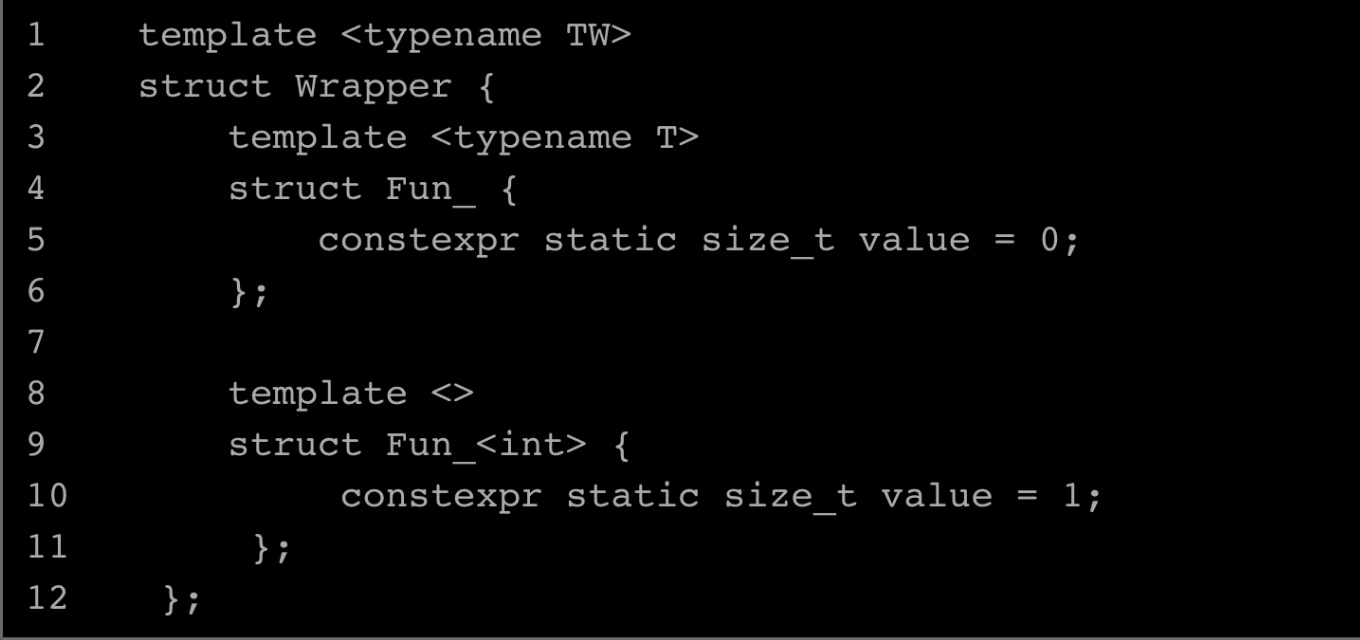 1 template <typename TW>
2 struct Wrapper {
3 template <typename T>
4 struct Fun_ {
5 constexpr static size_t value = 0;
6 };
7
8 template <>
9 struct Fun_<int> {
10 constexpr static size_t value = 1;
11 };
12 };